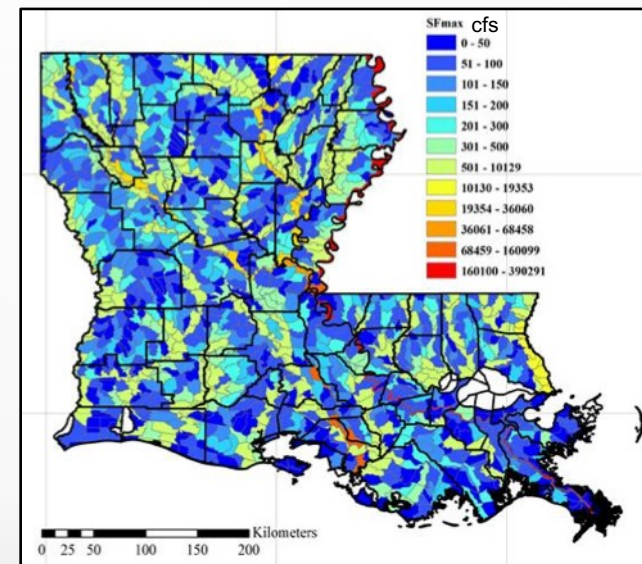 SFmax cfs
0 - 50
51 - 100
101 - 150
151 - 200
201 - 300
301 - 500
501 - 10129
10130 - 19353
19354 - 36060
36061 - 68458
68459 - 160099
160100 - 390291
Kilometers
0 25 50 100 150 200